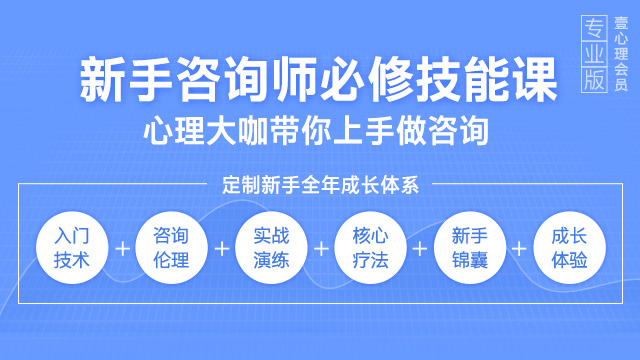 新手咨询师必修技能课
心理大咖带你上手做咨询
专业版
壹心理会员
定制新手全年成长体系
入门
技术
+
咨询
伦理
+
实战
演练
+
核心
疗法
+
新手
锦囊
+
成长
体验